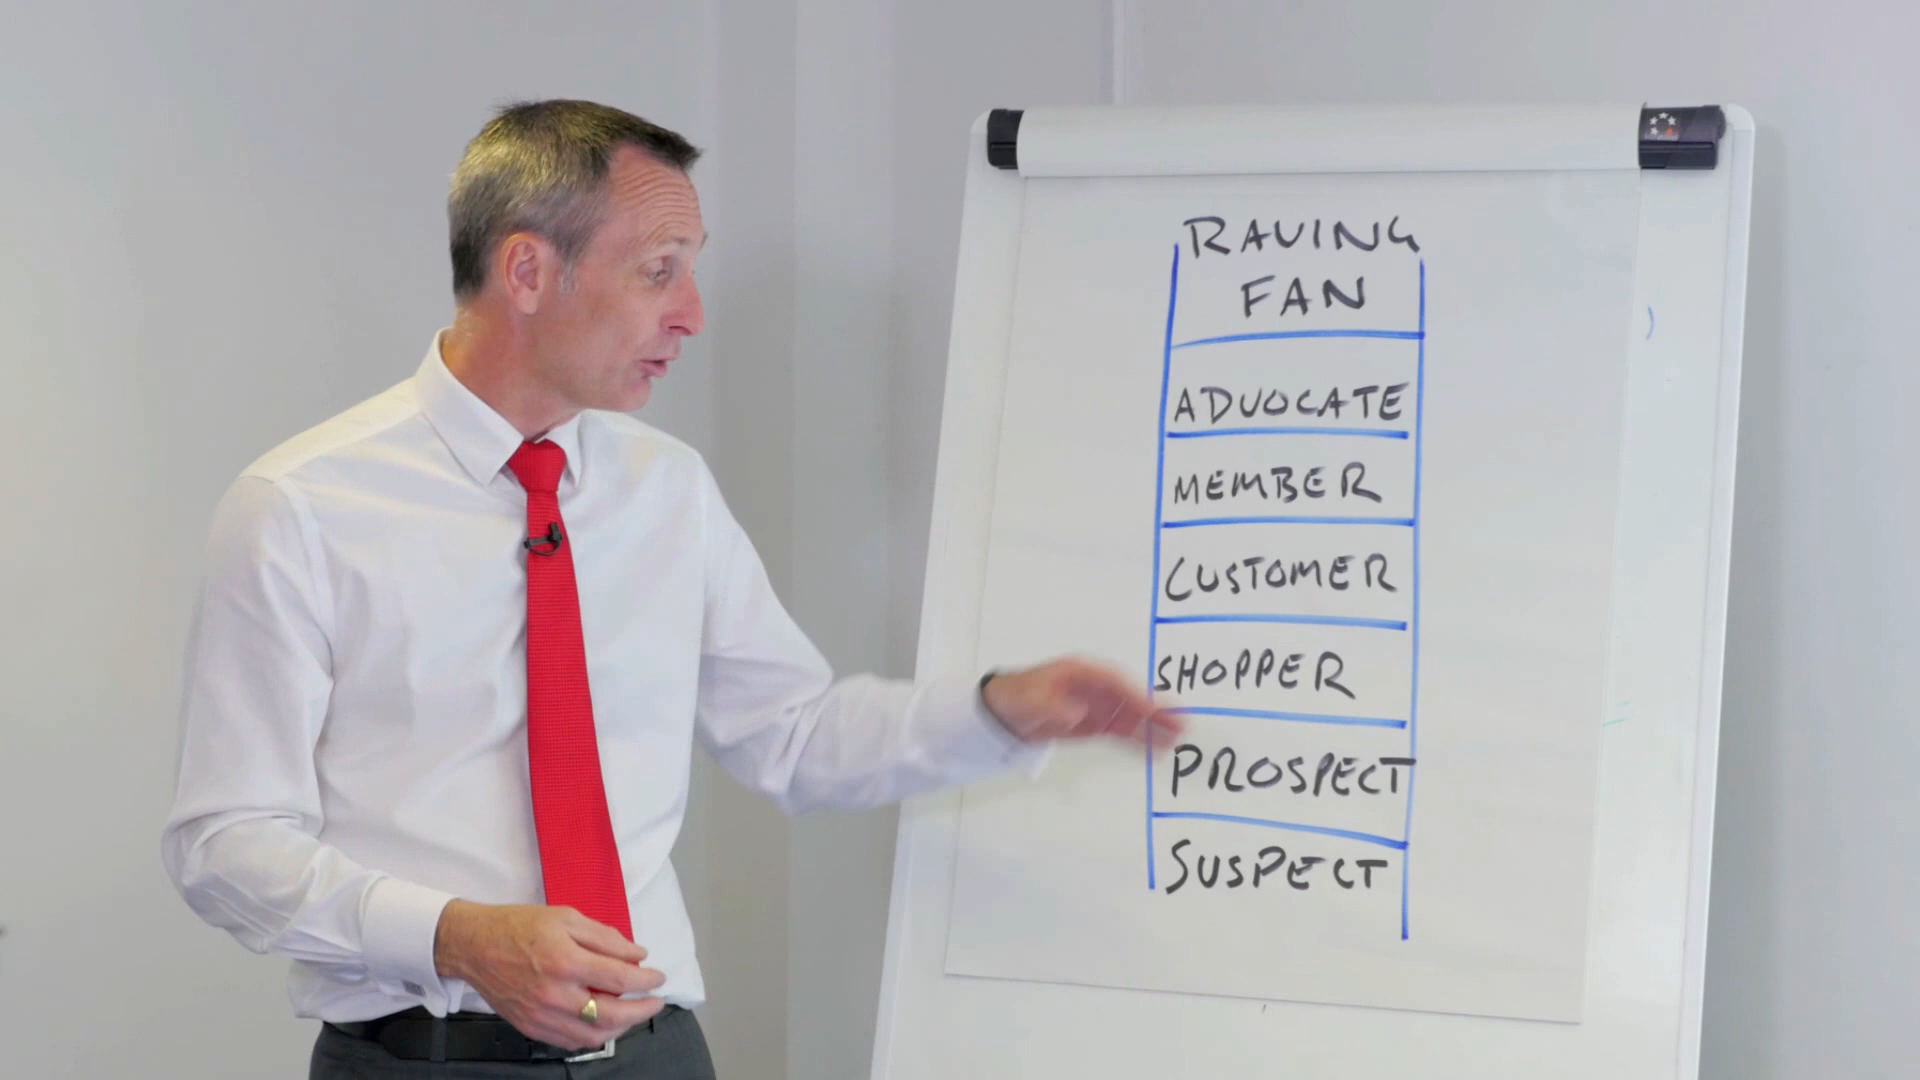 RAVING
FAN
ADVOCATE
MEMBER
CUSTOMER
SHOPPER
PROSPECT
SUSPECT